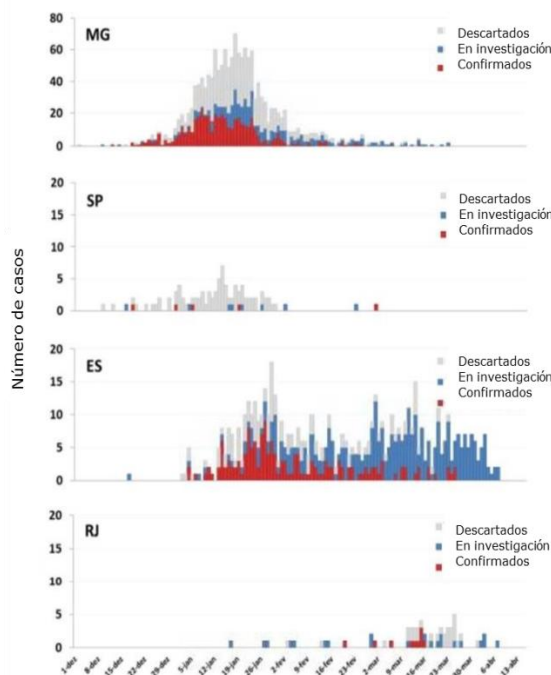 Número de casos
MG
80
60
40
20
0
Descartados
En investigación
Confirmados
SP
20
15
10
5
0
Descartados
En investigación
Confirmados
ES
20
15
10
5
0
Descartados
En investigación
Confirmados
RJ
20
15
10
5
0
Descartados
En investigación
Confirmados
1-dez 8-dez 15-dez 22-dez 29-dez 5-jan 12-jan 19-jan 26-jan 2-fev 9-fev 16-fev 23-fev 2-mar 9-mar 16-mar 23-mar 30-mar 6-abr 13-abr